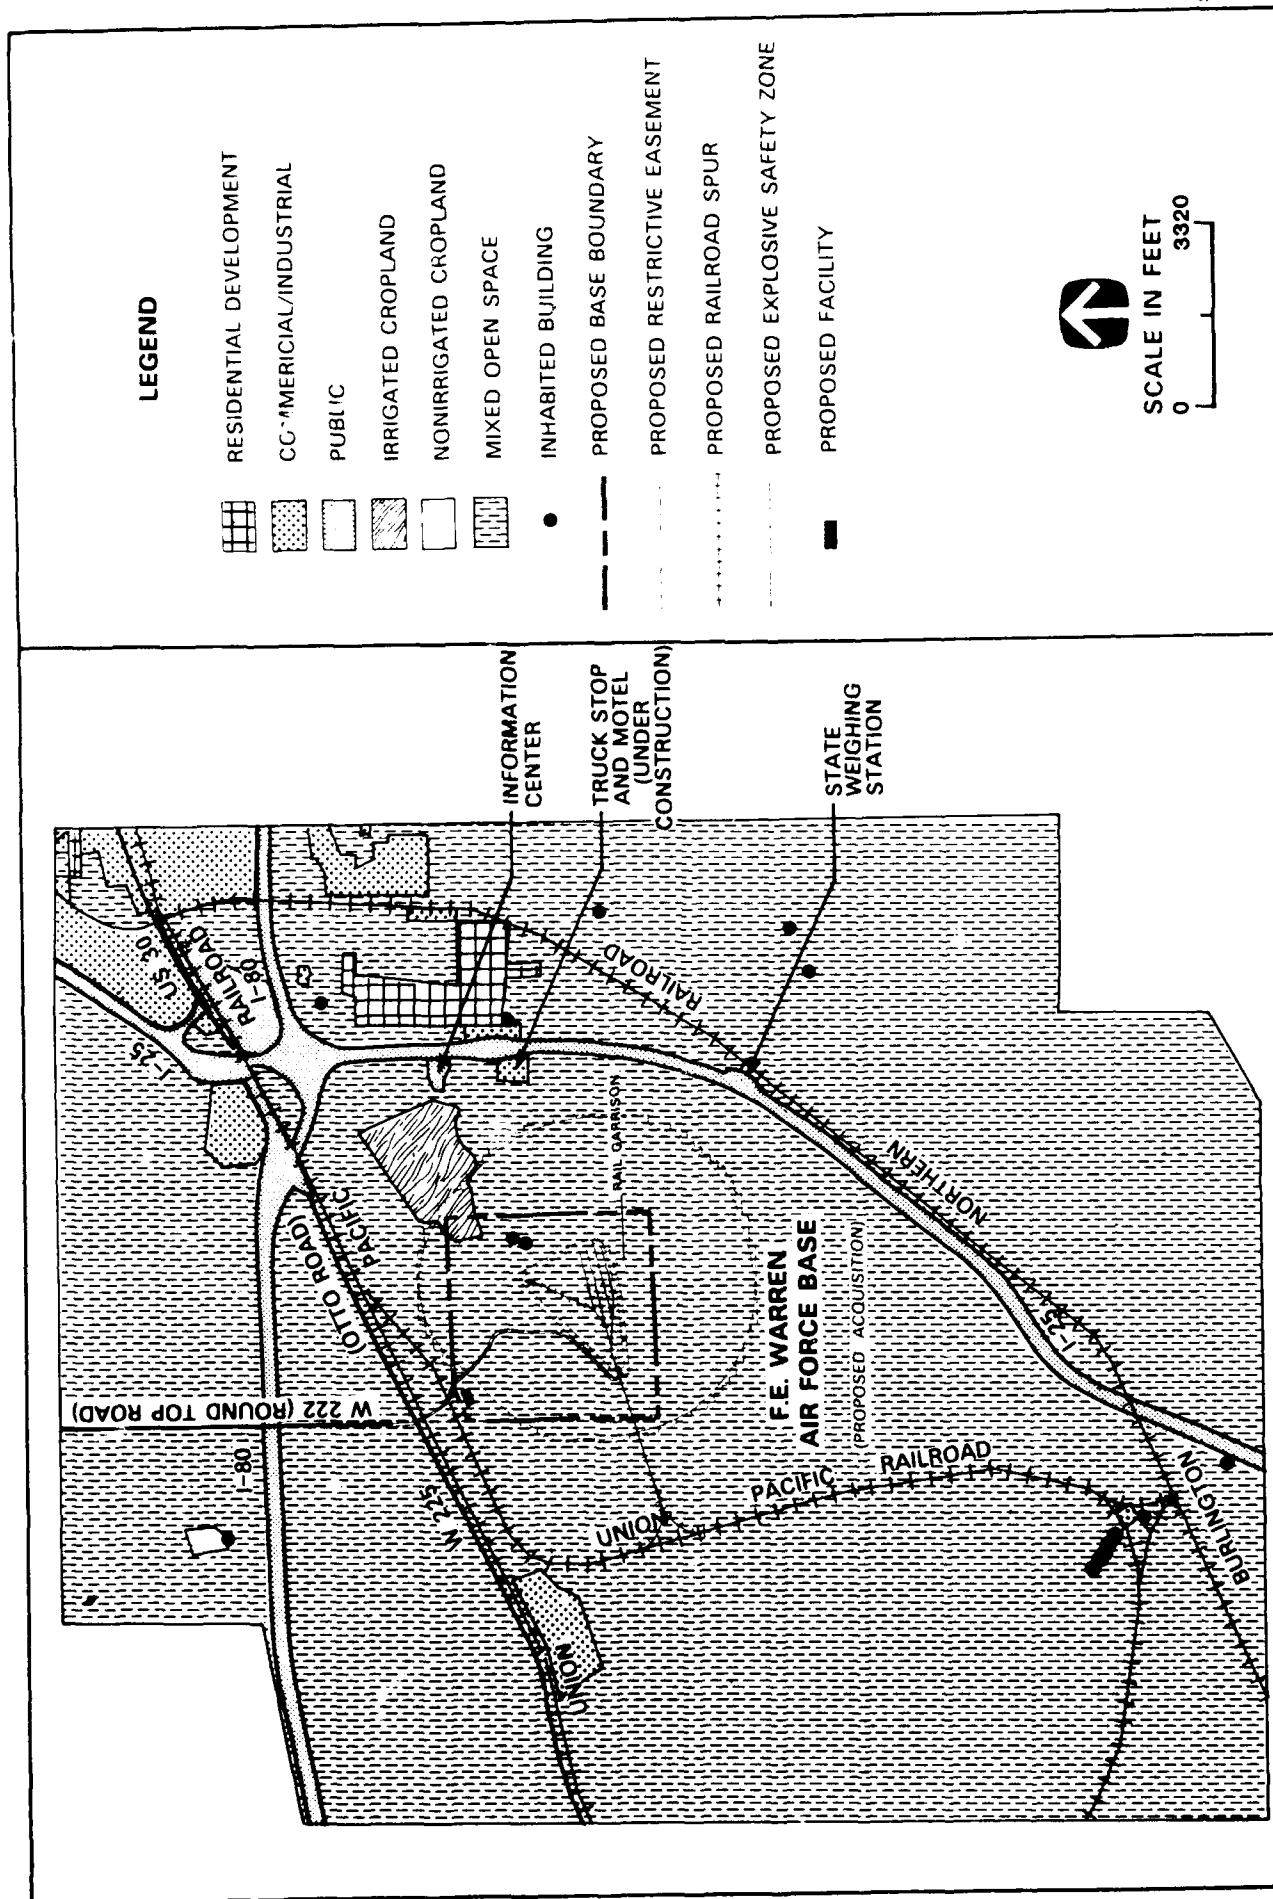 LEGEND
RESIDENTIAL DEVELOPMENT
COMMERICIAL/INDUSTRIAL
PUBLIC
IRRIGATED CROPLAND
NONIRRIGATED CROPLAND
MIXED OPEN SPACE
INHABITED BUILDING
PROPOSED BASE BOUNDARY
PROPOSED RESTRICTIVE EASEMENT
PROPOSED RAILROAD SPUR
PROPOSED EXPLOSIVE SAFETY ZONE
PROPOSED FACILITY
SCALE IN FEET
0 3320
INFORMATION
CENTER
TRUCK STOP
AND MOTEL
(UNDER
CONSTRUCTION)
STATE
WEIGHING
STATION
US 30
RAILROAD
I-80
I-25
(OTTO ROAD)
PACIFIC
W 222 (ROUND TOP ROAD)
I-80
W 225
UNION
RAILROAD
RAIL GARRISON
F.E. WARREN
AIR FORCE BASE
(PROPOSED ACQUISITION)
NORTHERN
I-25
UNION
PACIFIC
RAILROAD
BURLINGTON